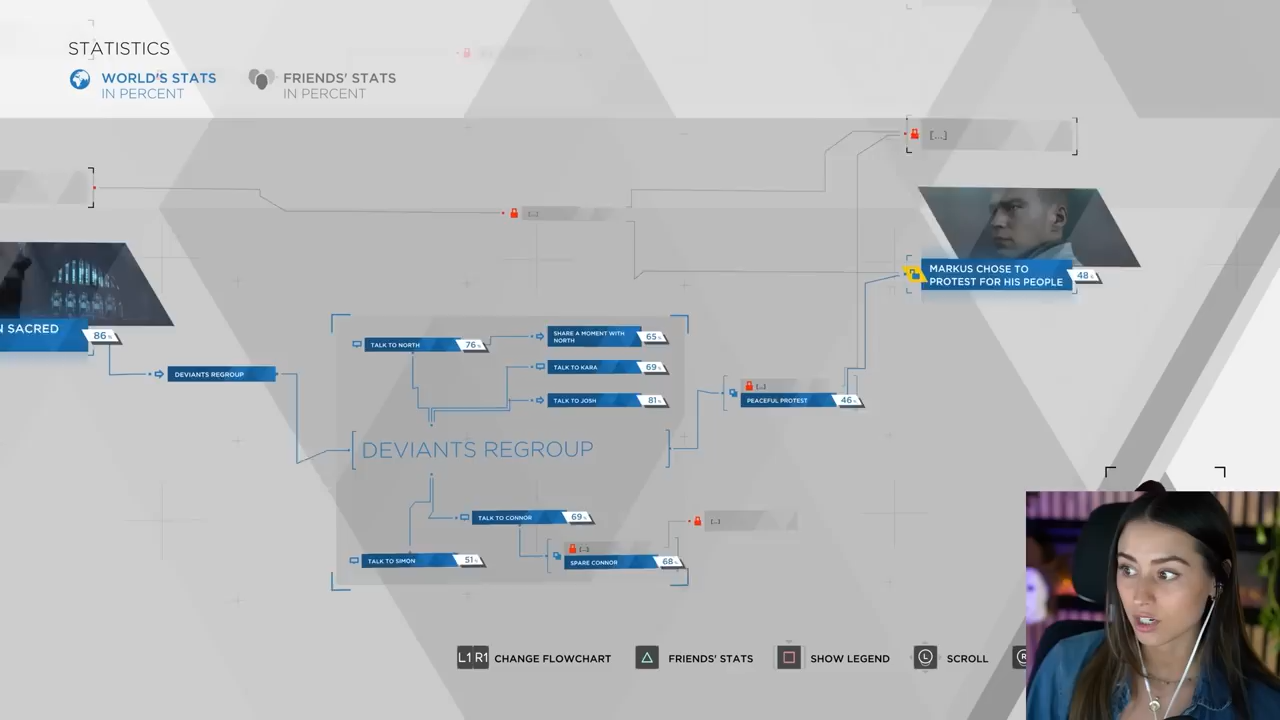 STATISTICS
WORLD'S STATS
IN PERCENT
FRIENDS' STATS
IN PERCENT
[...]
[...]
MARKUS CHOSE TO
PROTEST FOR HIS PEOPLE
48%
N SACRED
86%
DEVIANTS REGROUP
TALK TO NORTH
76%
SHARE A MOMENT WITH
NORTH
65%
TALK TO KARA
69%
TALK TO JOSH
81%
[...]
PEACEFUL PROTEST
46%
DEVIANTS REGROUP
TALK TO CONNOR
69%
[...]
[...]
SPARE CONNOR
68%
TALK TO SIMON
51%
L1 R1 CHANGE FLOWCHART
FRIENDS' STATS
SHOW LEGEND
L SCROLL
R